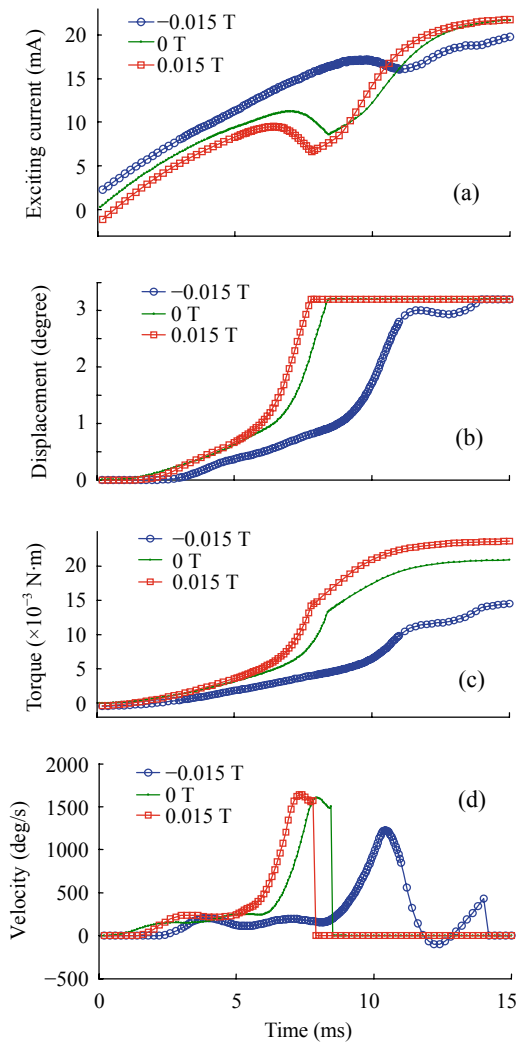 20
15
10
5
0
Exciting current (mA)
−0.015 T
0 T
0.015 T
(a)
3
2
1
0
Displacement (degree)
−0.015 T
0 T
0.015 T
(b)
20
15
10
5
0
Torque (×10⁻³ N·m)
−0.015 T
0 T
0.015 T
(c)
2000
1500
1000
500
0
−500
Velocity (deg/s)
−0.015 T
0 T
0.015 T
(d)
0 5 10 15
Time (ms)